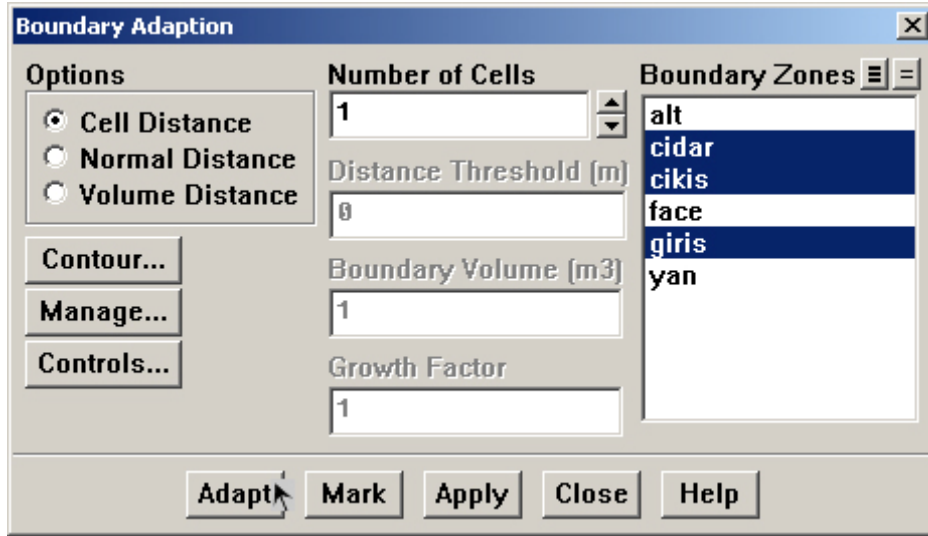 Boundary Adaption
Options
Cell Distance
Normal Distance
Volume Distance
Contour...
Manage...
Controls...
Number of Cells
1
Distance Threshold (m)
0
Boundary Volume (m3)
1
Growth Factor
1
Boundary Zones
alt
cidar
cikis
face
giris
yan
Adapt Mark Apply Close Help